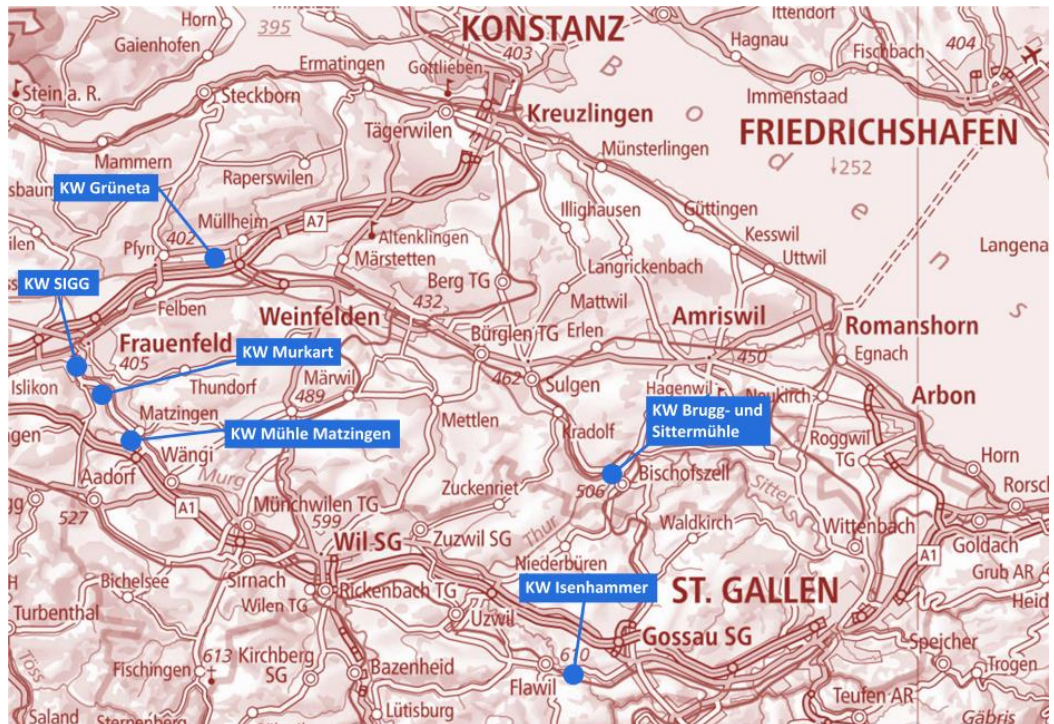 Horn
395
KONSTANZ
403
Ittendorf
Gaienhofen
Gottlieben
Hagnau
Fischbach
404
Ermatingen
B
Stein a. R.
Steckborn
Immenstaad
Kreuzlingen
o
Tägerwilen
FRIEDRICHSHAFEN
d
Mammern
Münsterlingen
252
Raperswilen
e
KW Grüneta
n
Müllheim
A7
Illighausen
Güttingen
402
Altenklingen
Kesswil
Langena
Pfyn
Märstetten
Uttwil
Langrickenbach
s
KW SIGG
Berg TG
Felben
432
Mattwil
Weinfelden
Amriswil
Romanshorn
Frauenfeld
Bürglen TG
Erlen
KW Murkart
405
450
Egnach
Islikon
Thundorf
Märwil
462
Sulgen
Hagenwil
489
Neukirch
Arbon
Matzingen
Mettlen
KW Brugg- und
Sittermühle
KW Mühle Matzingen
Kradolf
Roggwil
TG
Wängi
Horn
Aadorf
Murg
Bischofszell
Zuckenriet
506
Sitter
Rorsch
Münchwilen TG
A1
527
599
Thur
Waldkirch
Wittenbach
Wil SG
Zuzwil SG
A1
Goldach
Niederbüren
Grub AR
Bichelsee
Sirnach
Rickenbach TG
KW Isenhammer
ST. GALLEN
Heid
Turbenthal
Wilen TG
Uzwil
Gossau SG
Speicher
Töss
Fischingen
613
Kirchberg
SG
Bazenheid
610
Trogen
Flawil
Teufen AR
Saland
Sternenberg
Lütisburg
Gäbris